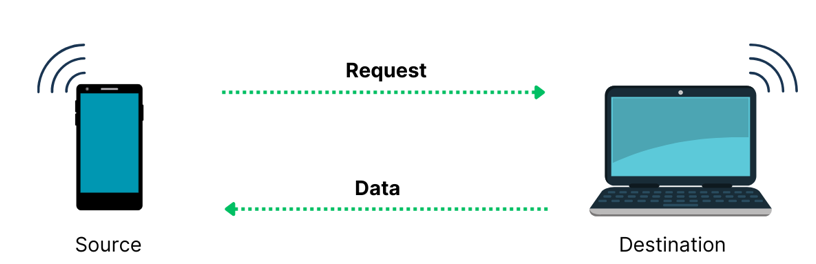 Request
Data
Source
Destination